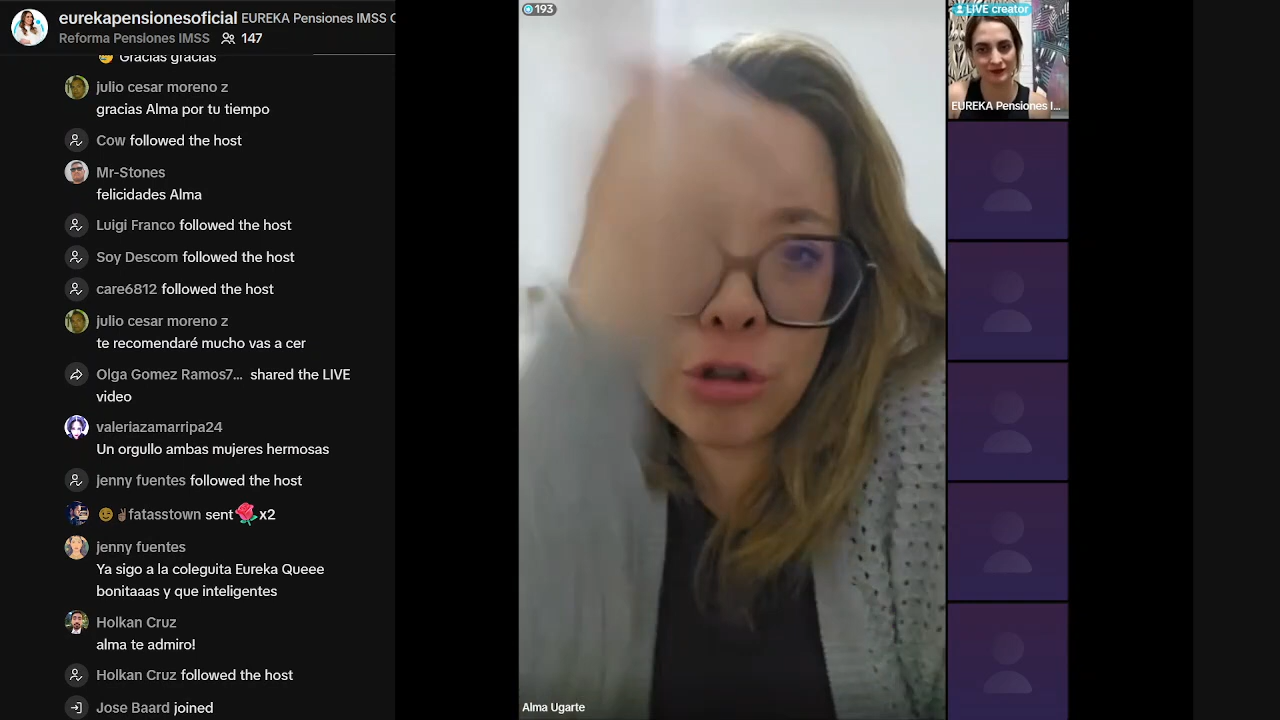 eurekapensionesoficial EUREKA Pensiones IMSS C
Reforma Pensiones IMSS 147
Gracias gracias
julio cesar moreno z
gracias Alma por tu tiempo
Cow followed the host
Mr-Stones
felicidades Alma
Luigi Franco followed the host
Soy Descom followed the host
care6812 followed the host
julio cesar moreno z
te recomendaré mucho vas a cer
Olga Gomez Ramos7... shared the LIVE
video
valeriazamarripa24
Un orgullo ambas mujeres hermosas
jenny fuentes followed the host
fatasstown sent x2
jenny fuentes
Ya sigo a la coleguita Eureka Queee
bonitaaas y que inteligentes
Holkan Cruz
alma te admiro!
Holkan Cruz followed the host
Jose Baard joined
193
Alma Ugarte
LIVE creator
EUREKA Pensiones I...